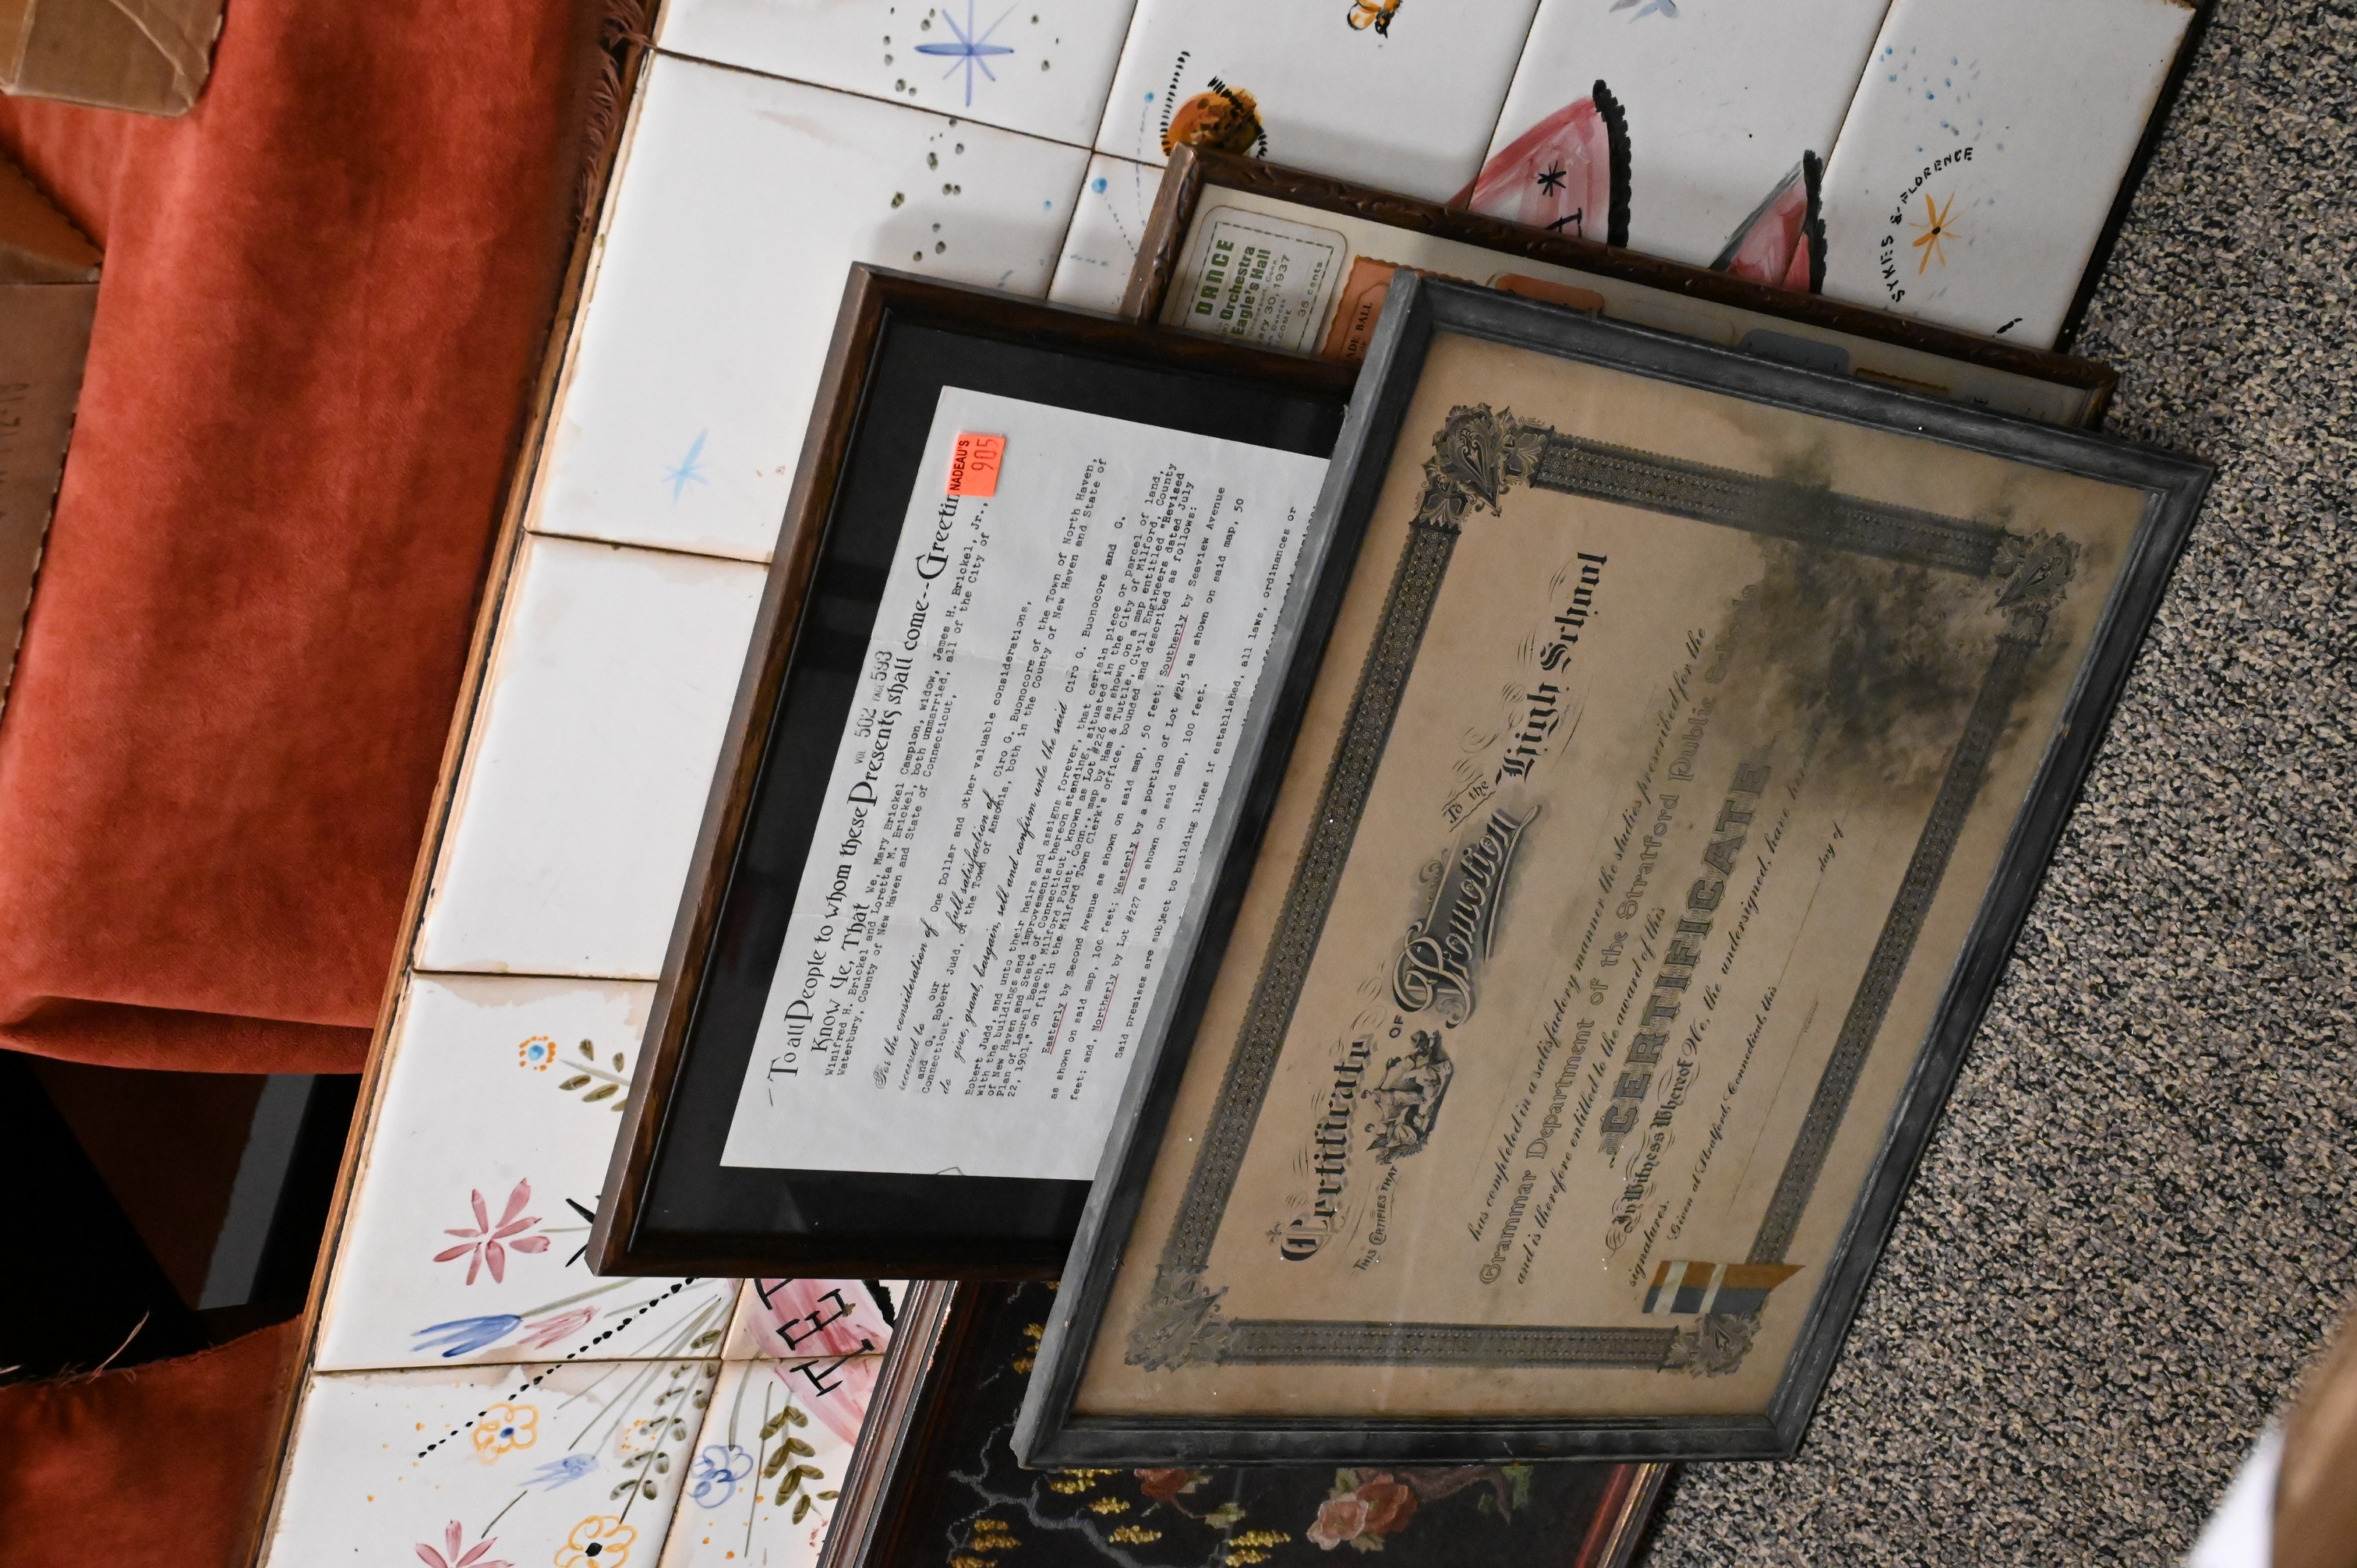 VOL 502 PAGE 593
To all People to whom these Presents shall come--Greetin
NADEAU'S
905
Know Ye, That We, Mary Brickel Campion, widow, James H. Brickel, Jr.,
Winifred H. Brickel and Loretta M. Brickel, both unmarried, all of the City of
Waterbury, County of New Haven and State of Connecticut,
For the consideration of One Dollar and other valuable considerations,
received to our full satisfaction of Ciro G. Buonocore of the Town of North Haven,
and G. Robert Judd, of the Town of Ansonia, both in the County of New Haven and State of
Connecticut,
do give, grant, bargain, sell and confirm unto the said Ciro G. Buonocore and G.
Robert Judd, and unto their heirs and assigns forever, that certain piece or parcel of land,
with the buildings and improvements thereon standing, situated in the City of Milford, County
of New Haven and State of Connecticut, known as Lot #226 as shown on a map entitled "Revised
Plan of Laurel Beach, Milford Point, Conn., map by Ham & Tuttle, Civil Engineers dated July
22, 1901," on file in the Milford Town Clerk's office, bounded and described as follows:
Easterly by Second Avenue as shown on said map, 50 feet; Southerly by Seaview Avenue
as shown on said map, 100 feet; Westerly by a portion of Lot #245 as shown on said map, 50
feet; and, Northerly by Lot #227 as shown on said map, 100 feet.
Said premises are subject to building lines if established, all laws, ordinances or
Certificate OF Promotion To the High School
THIS CERTIFIES THAT
has completed in a satisfactory manner the studies prescribed for the
Grammar Department of the Stratford Public
and is therefore entitled to the award of this
CERTIFICATE
In Witness Whereof We, the undersigned, have
signatures.
Given at Stratford, Connecticut, this day of
DANCE
Orchestra
Eagle's Hall
ary 30, 1937
COME 35 cents
ADE BALL
SYKES & FLORENCE
THE